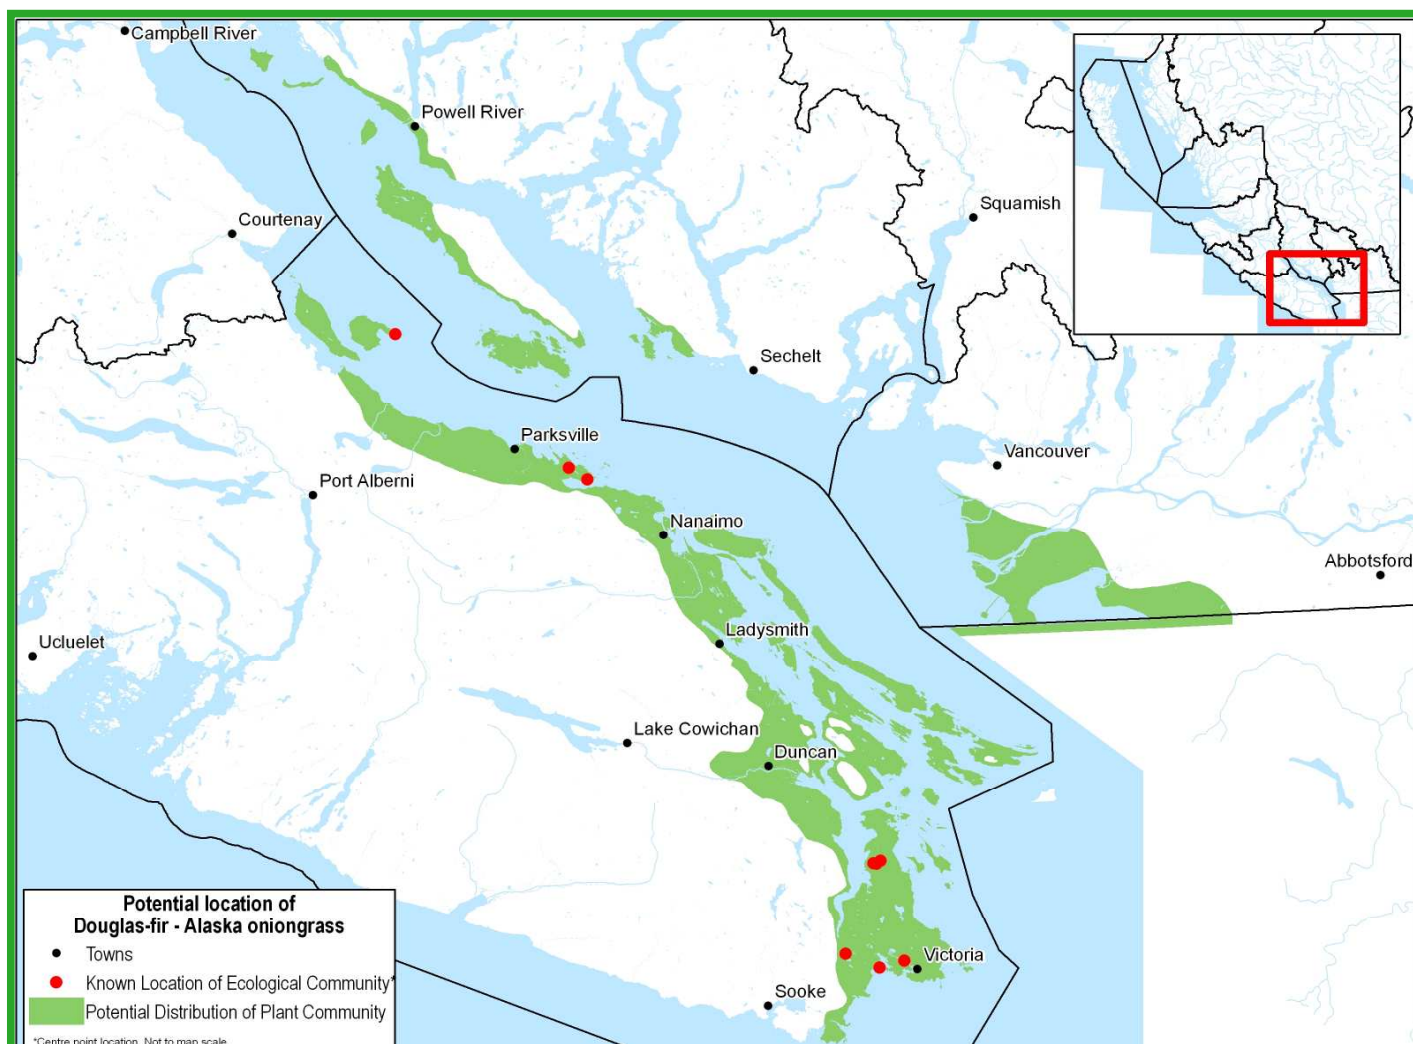 Campbell River
Powell River
Courtenay
Squamish
Sechelt
Parksville
Vancouver
Port Alberni
Nanaimo
Abbotsford
Ladysmith
Ucluelet
Lake Cowichan
Duncan
Victoria
Sooke
Potential location of
Douglas-fir - Alaska oniongrass
Towns
Known Location of Ecological Community*
Potential Distribution of Plant Community
*Centre point location. Not to map scale